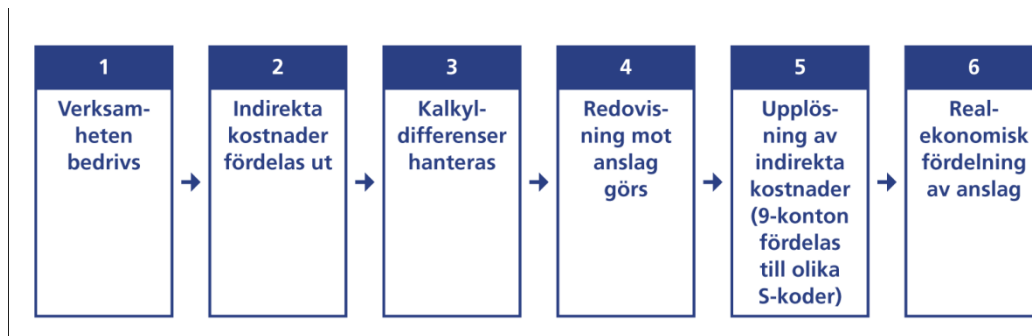 1
Verksam-
heten
bedrivs
2
Indirekta
kostnader
fördelas ut
3
Kalkyl-
differenser
hanteras
4
Redovis-
ning mot
anslag
görs
5
Upplös-
ning av
indirekta
kostnader
(9-konton
fördelas
till olika
S-koder)
6
Real-
ekonomisk
fördelning
av anslag